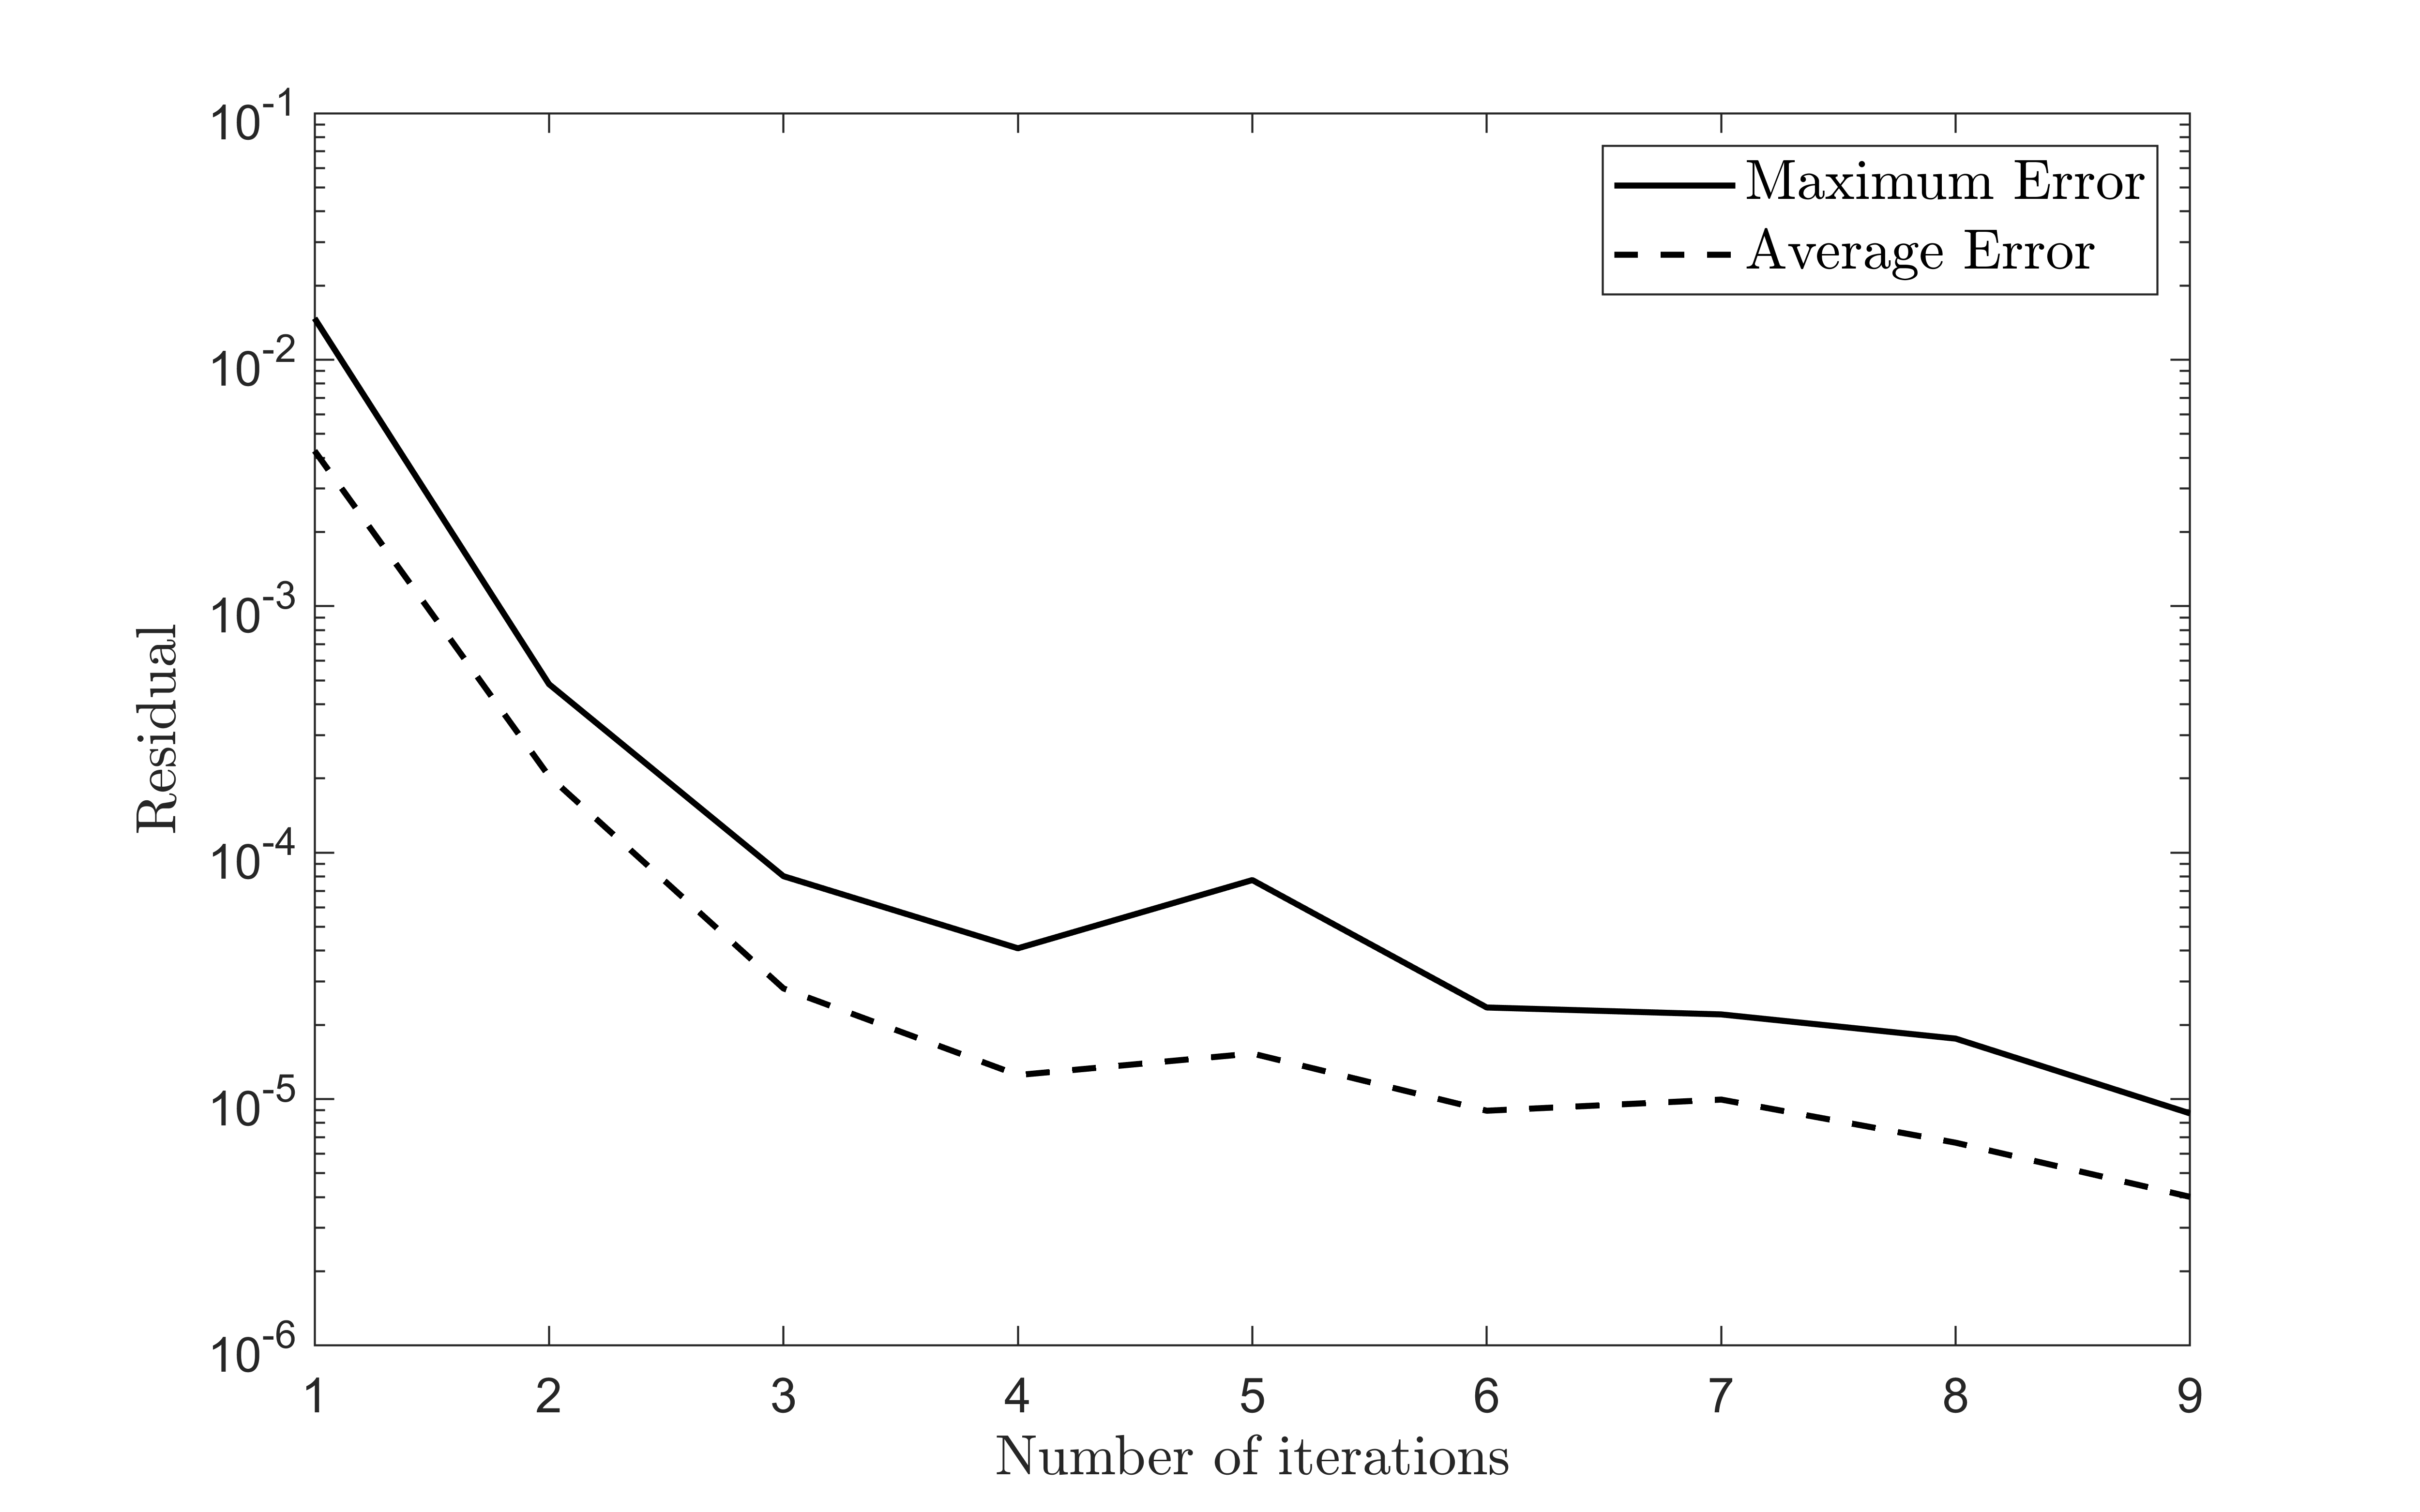 Maximum Error
Average Error
10-1
10-2
10-3
10-4
10-5
10-6
Residual
1 2 3 4 5 6 7 8 9
Number of iterations